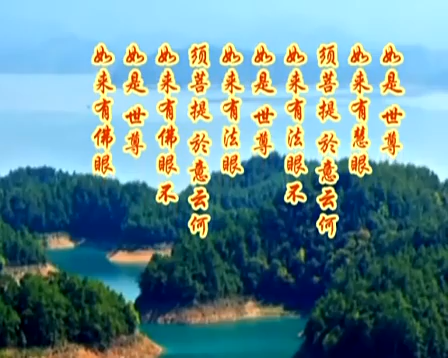 如是 世尊
如来有慧眼
须菩提 於意云何
如来有法眼不
如是 世尊
如来有法眼
须菩提 於意云何
如来有佛眼不
如是 世尊
如来有佛眼